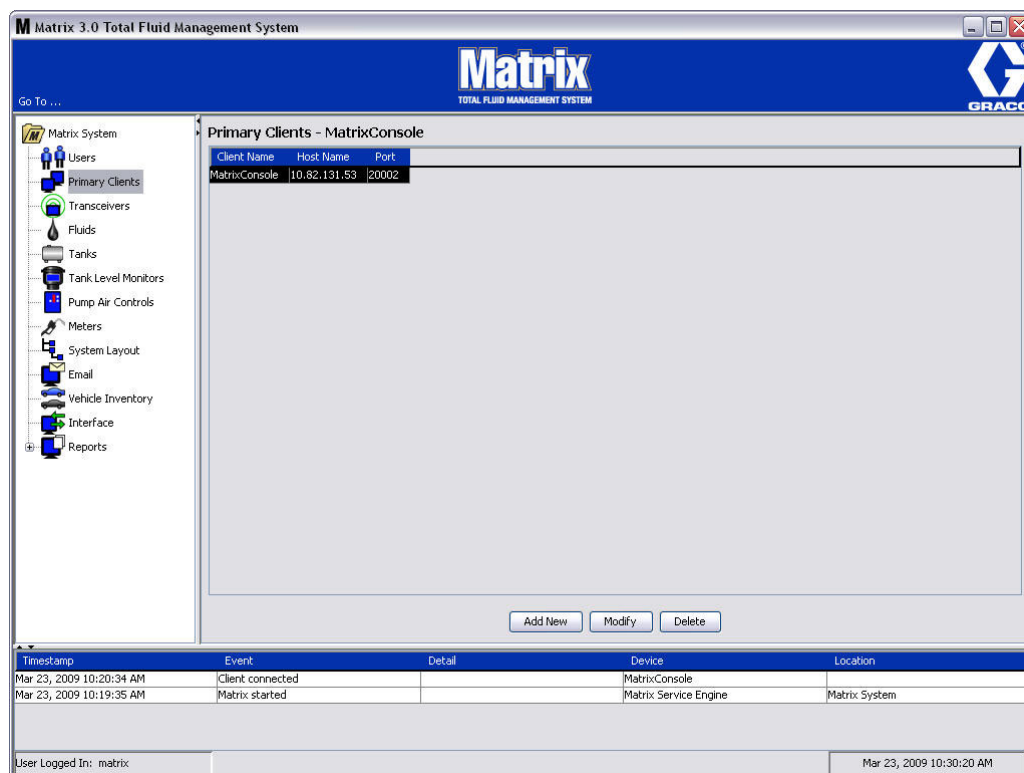 Matrix 3.0 Total Fluid Management System
Matrix
TOTAL FLUID MANAGEMENT SYSTEM
Go To ...
GRACO
Matrix System
Users
Primary Clients
Transceivers
Fluids
Tanks
Tank Level Monitors
Pump Air Controls
Meters
System Layout
Email
Vehicle Inventory
Interface
Reports
Primary Clients - MatrixConsole
Client Name Host Name Port
MatrixConsole 10.82.131.53 20002
Add New Modify Delete
Timestamp Event Detail Device Location
Mar 23, 2009 10:20:34 AM Client connected MatrixConsole
Mar 23, 2009 10:19:35 AM Matrix started Matrix Service Engine Matrix System
User Logged In: matrix Mar 23, 2009 10:30:20 AM